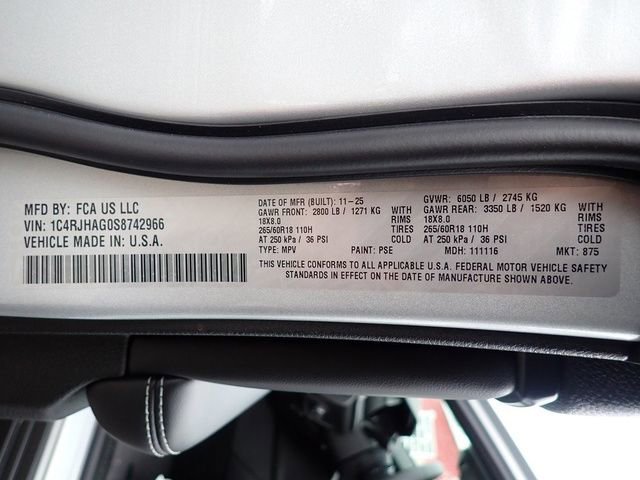 MFD BY: FCA US LLC
VIN: 1C4RJHAG0S8742966
VEHICLE MADE IN: U.S.A.
DATE OF MFR (BUILT): 11-25
GAWR FRONT: 2800 LB / 1271 KG WITH
18X8.0 RIMS
265/60R18 110H TIRES
AT 250 kPa / 36 PSI COLD
TYPE: MPV PAINT: PSE
GVWR: 6050 LB / 2745 KG
GAWR REAR: 3350 LB / 1520 KG WITH
18X8.0 RIMS
265/60R18 110H TIRES
AT 250 kPa / 36 PSI COLD
MDH: 111116 MKT: 875
THIS VEHICLE CONFORMS TO ALL APPLICABLE U.S.A. FEDERAL MOTOR VEHICLE SAFETY
STANDARDS IN EFFECT ON THE DATE OF MANUFACTURE SHOWN ABOVE.